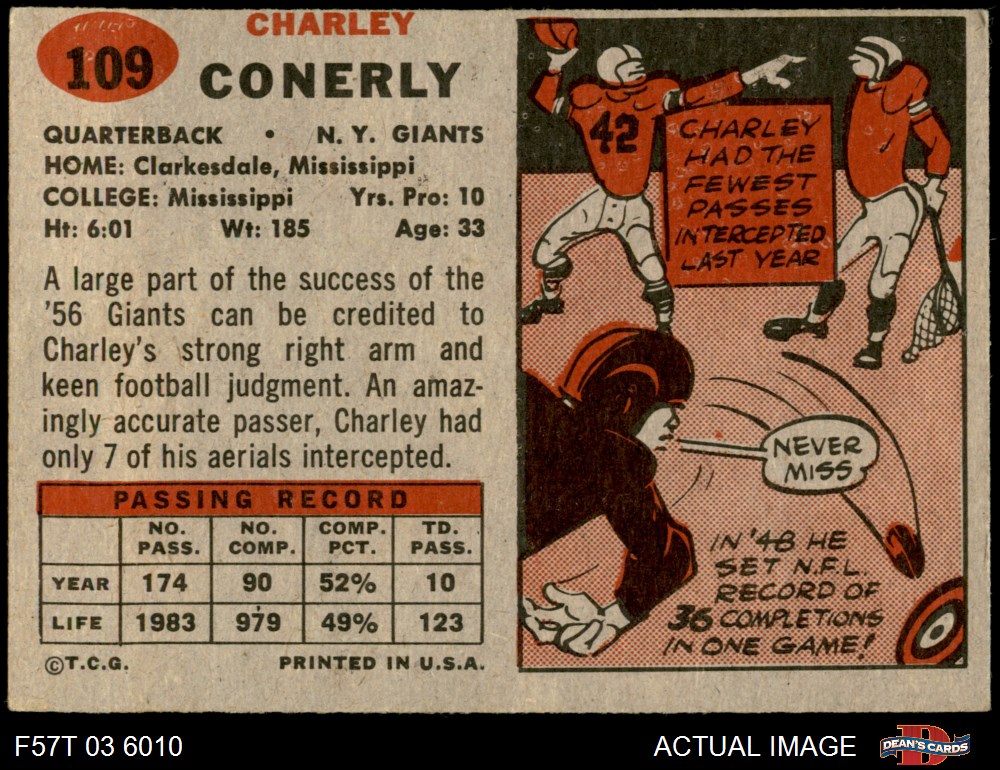 CHARLEY
109 CONERLY
QUARTERBACK • N. Y. GIANTS
HOME: Clarkesdale, Mississippi
COLLEGE: Mississippi Yrs. Pro: 10
Ht: 6:01 Wt: 185 Age: 33
A large part of the success of the
'56 Giants can be credited to
Charley's strong right arm and
keen football judgment. An amaz-
ingly accurate passer, Charley had
only 7 of his aerials intercepted.
PASSING RECORD
NO. PASS. NO. COMP. COMP. PCT. TD. PASS.
YEAR 174 90 52% 10
LIFE 1983 979 49% 123
©T.C.G. PRINTED IN U.S.A.
42
CHARLEY
HAD THE
FEWEST
PASSES
INTERCEPTED
LAST YEAR
NEVER
MISS
IN '48 HE
SET N.F.L.
RECORD OF
36 COMPLETIONS
IN ONE GAME!
F57T 03 6010 ACTUAL IMAGE DEAN'S CARDS